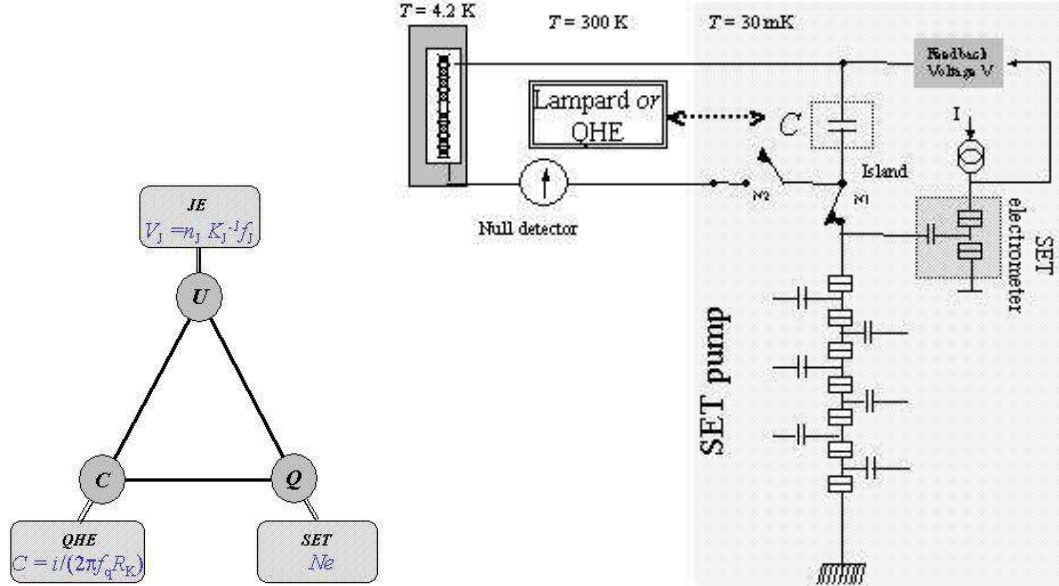 T = 4.2 K
T = 300 K
T = 30 mK
Feedback
Voltage V
Lampard or
QHE
C
I
Island
N2
N1
Null detector
SET
electrometer
SET pump
JE
V_J = n_J K_J^-1 f_J
U
C
Q
QHE
C = i/(2πf_q R_K)
SET
Ne